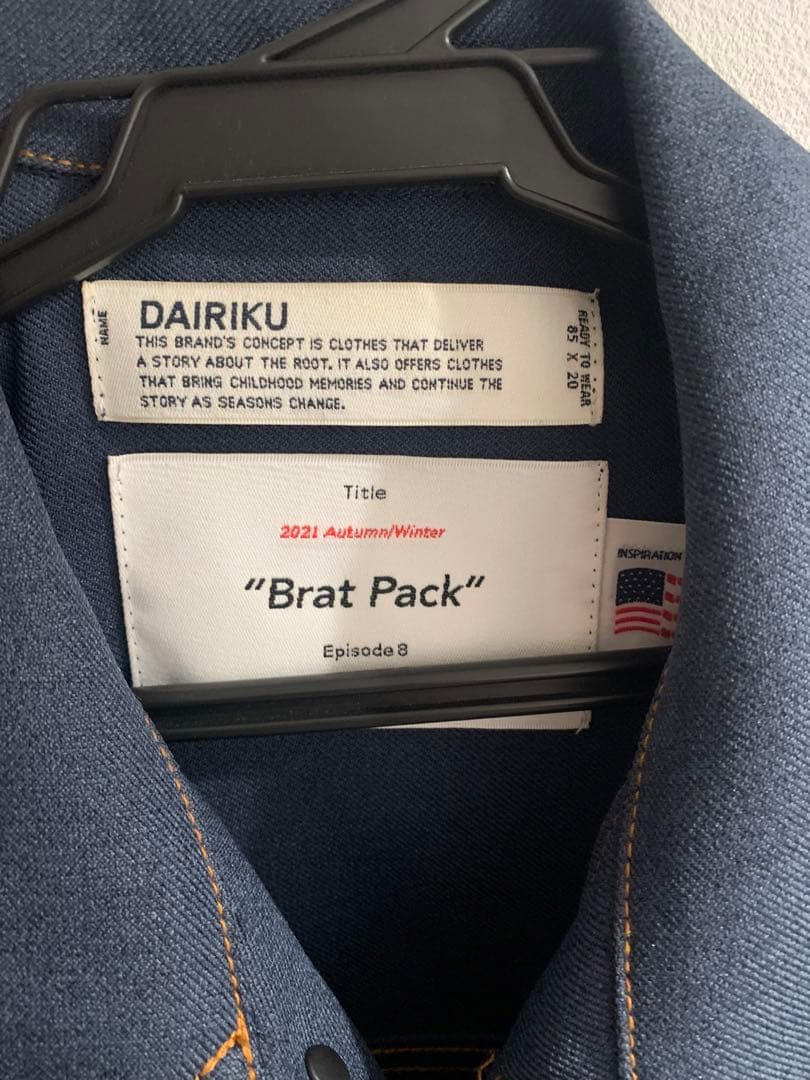 NAME
DAIRIKU
THIS BRAND'S CONCEPT IS CLOTHES THAT DELIVER
A STORY ABOUT THE ROOT. IT ALSO OFFERS CLOTHES
THAT BRING CHILDHOOD MEMORIES AND CONTINUE THE
STORY AS SEASONS CHANGE.
READY TO WEAR
85 X 20
Title
2021 Autumn/Winter
"Brat Pack"
Episode 8
INSPIRATION